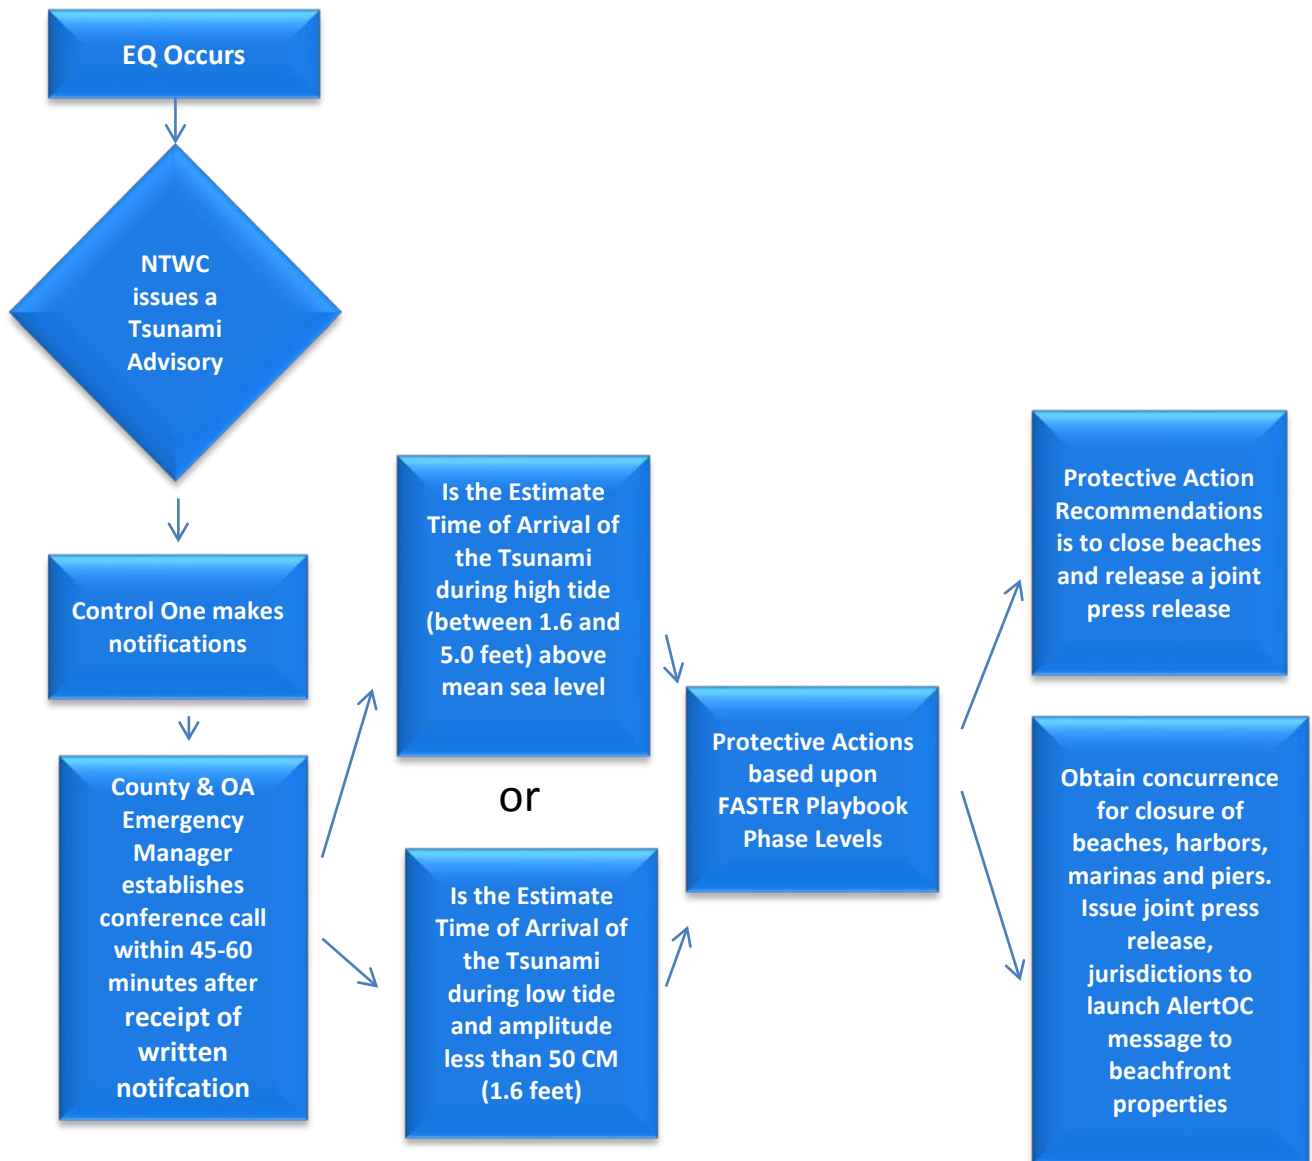 EQ Occurs
NTWC
issues a
Tsunami
Advisory
Control One makes
notifications
County & OA
Emergency
Manager
establishes
conference call
within 45-60
minutes after
receipt of
written
notifcation
Is the Estimate
Time of Arrival of
the Tsunami
during high tide
(between 1.6 and
5.0 feet) above
mean sea level
or
Is the Estimate
Time of Arrival of
the Tsunami
during low tide
and amplitude
less than 50 CM
(1.6 feet)
Protective Actions
based upon
FASTER Playbook
Phase Levels
Protective Action
Recommendations
is to close beaches
and release a joint
press release
Obtain concurrence
for closure of
beaches, harbors,
marinas and piers.
Issue joint press
release,
jurisdictions to
launch AlertOC
message to
beachfront
properties